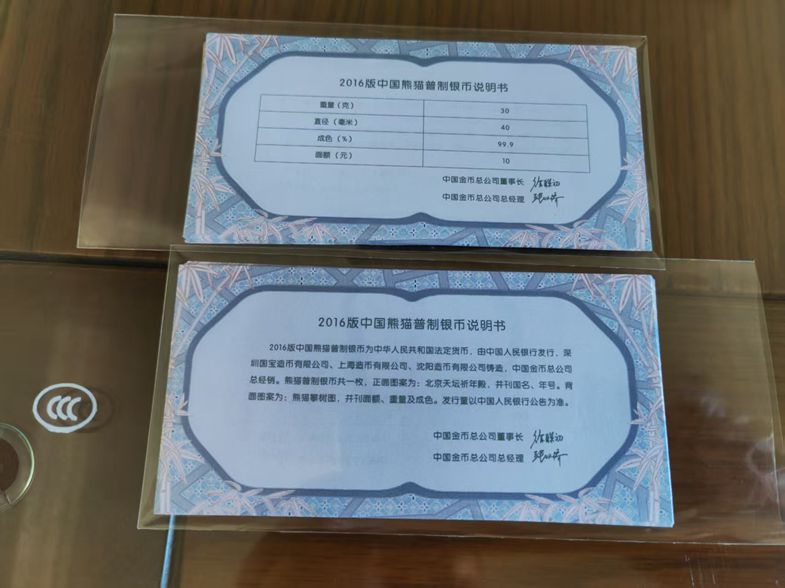 2016版中国熊猫普制银币说明书
重量（克） 30
直径（毫米） 40
成色（%） 99.9
面额（元） 10
中国金币总公司董事长
中国金币总公司总经理
2016版中国熊猫普制银币说明书
2016版中国熊猫普制银币为中华人民共和国法定货币，由中国人民银行发行，深
圳国宝造币有限公司、上海造币有限公司、沈阳造币有限公司铸造，中国金币总公司
总经销。熊猫普制银币共一枚，正面图案为：北京天坛祈年殿，并刊国名、年号。背
面图案为：熊猫攀树图，并刊面额、重量及成色。发行量以中国人民银行公告为准。
中国金币总公司董事长
中国金币总公司总经理